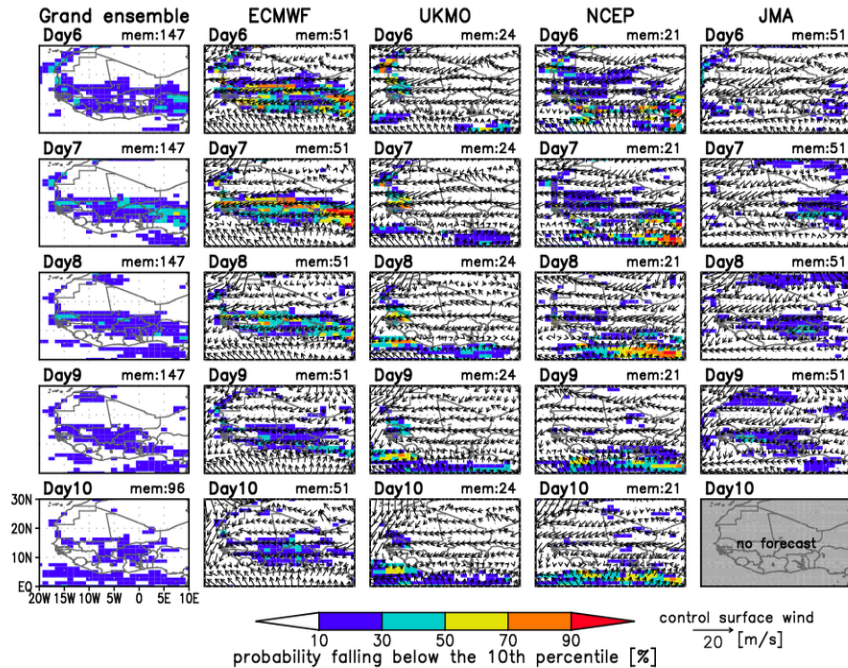 Grand ensemble ECMWF UKMO NCEP JMA
Day6 mem:147 Day6 mem:51 Day6 mem:24 Day6 mem:21 Day6 mem:51
Day7 mem:147 Day7 mem:51 Day7 mem:24 Day7 mem:21 Day7 mem:51
Day8 mem:147 Day8 mem:51 Day8 mem:24 Day8 mem:21 Day8 mem:51
Day9 mem:147 Day9 mem:51 Day9 mem:24 Day9 mem:21 Day9 mem:51
Day10 mem:96 Day10 mem:51 Day10 mem:24 Day10 mem:21 Day10
30N
20N
no forecast
10N
EQ
20W 15W 10W 5W 0 5E 10E
10 30 50 70 90
control surface wind
20 [m/s]
probability falling below the 10th percentile [%]